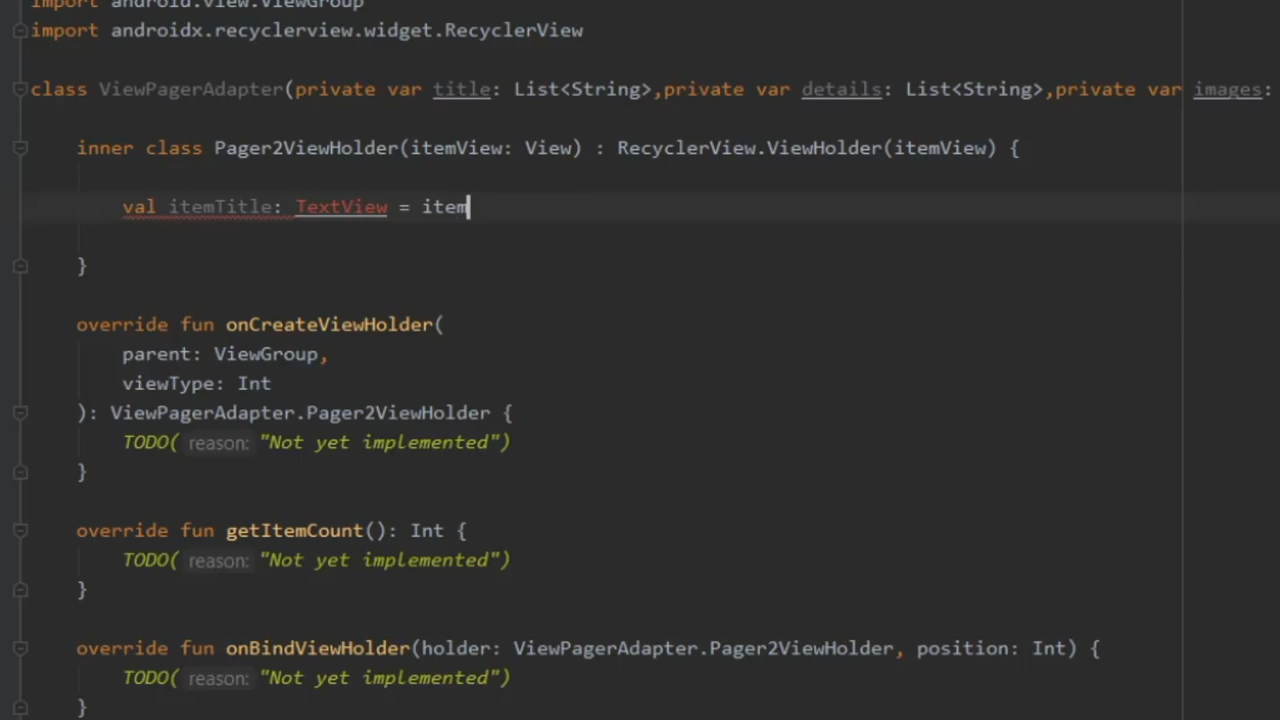 import android.view.ViewGroup
import androidx.recyclerview.widget.RecyclerView
class ViewPagerAdapter(private var title: List<String>,private var details: List<String>,private var images:
inner class Pager2ViewHolder(itemView: View) : RecyclerView.ViewHolder(itemView) {
val itemTitle: TextView = item
}
override fun onCreateViewHolder(
parent: ViewGroup,
viewType: Int
): ViewPagerAdapter.Pager2ViewHolder {
TODO( reason: "Not yet implemented")
}
override fun getItemCount(): Int {
TODO( reason: "Not yet implemented")
}
override fun onBindViewHolder(holder: ViewPagerAdapter.Pager2ViewHolder, position: Int) {
TODO( reason: "Not yet implemented")
}